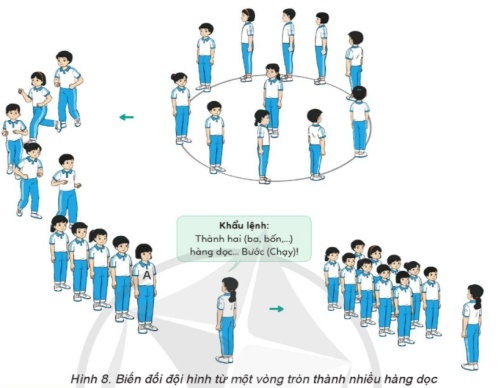 Khẩu lệnh:
Thành hai (ba, bốn,...)
hàng dọc... Bước (Chạy)!
A
Hình 8. Biến đổi đội hình từ một vòng tròn thành nhiều hàng dọc